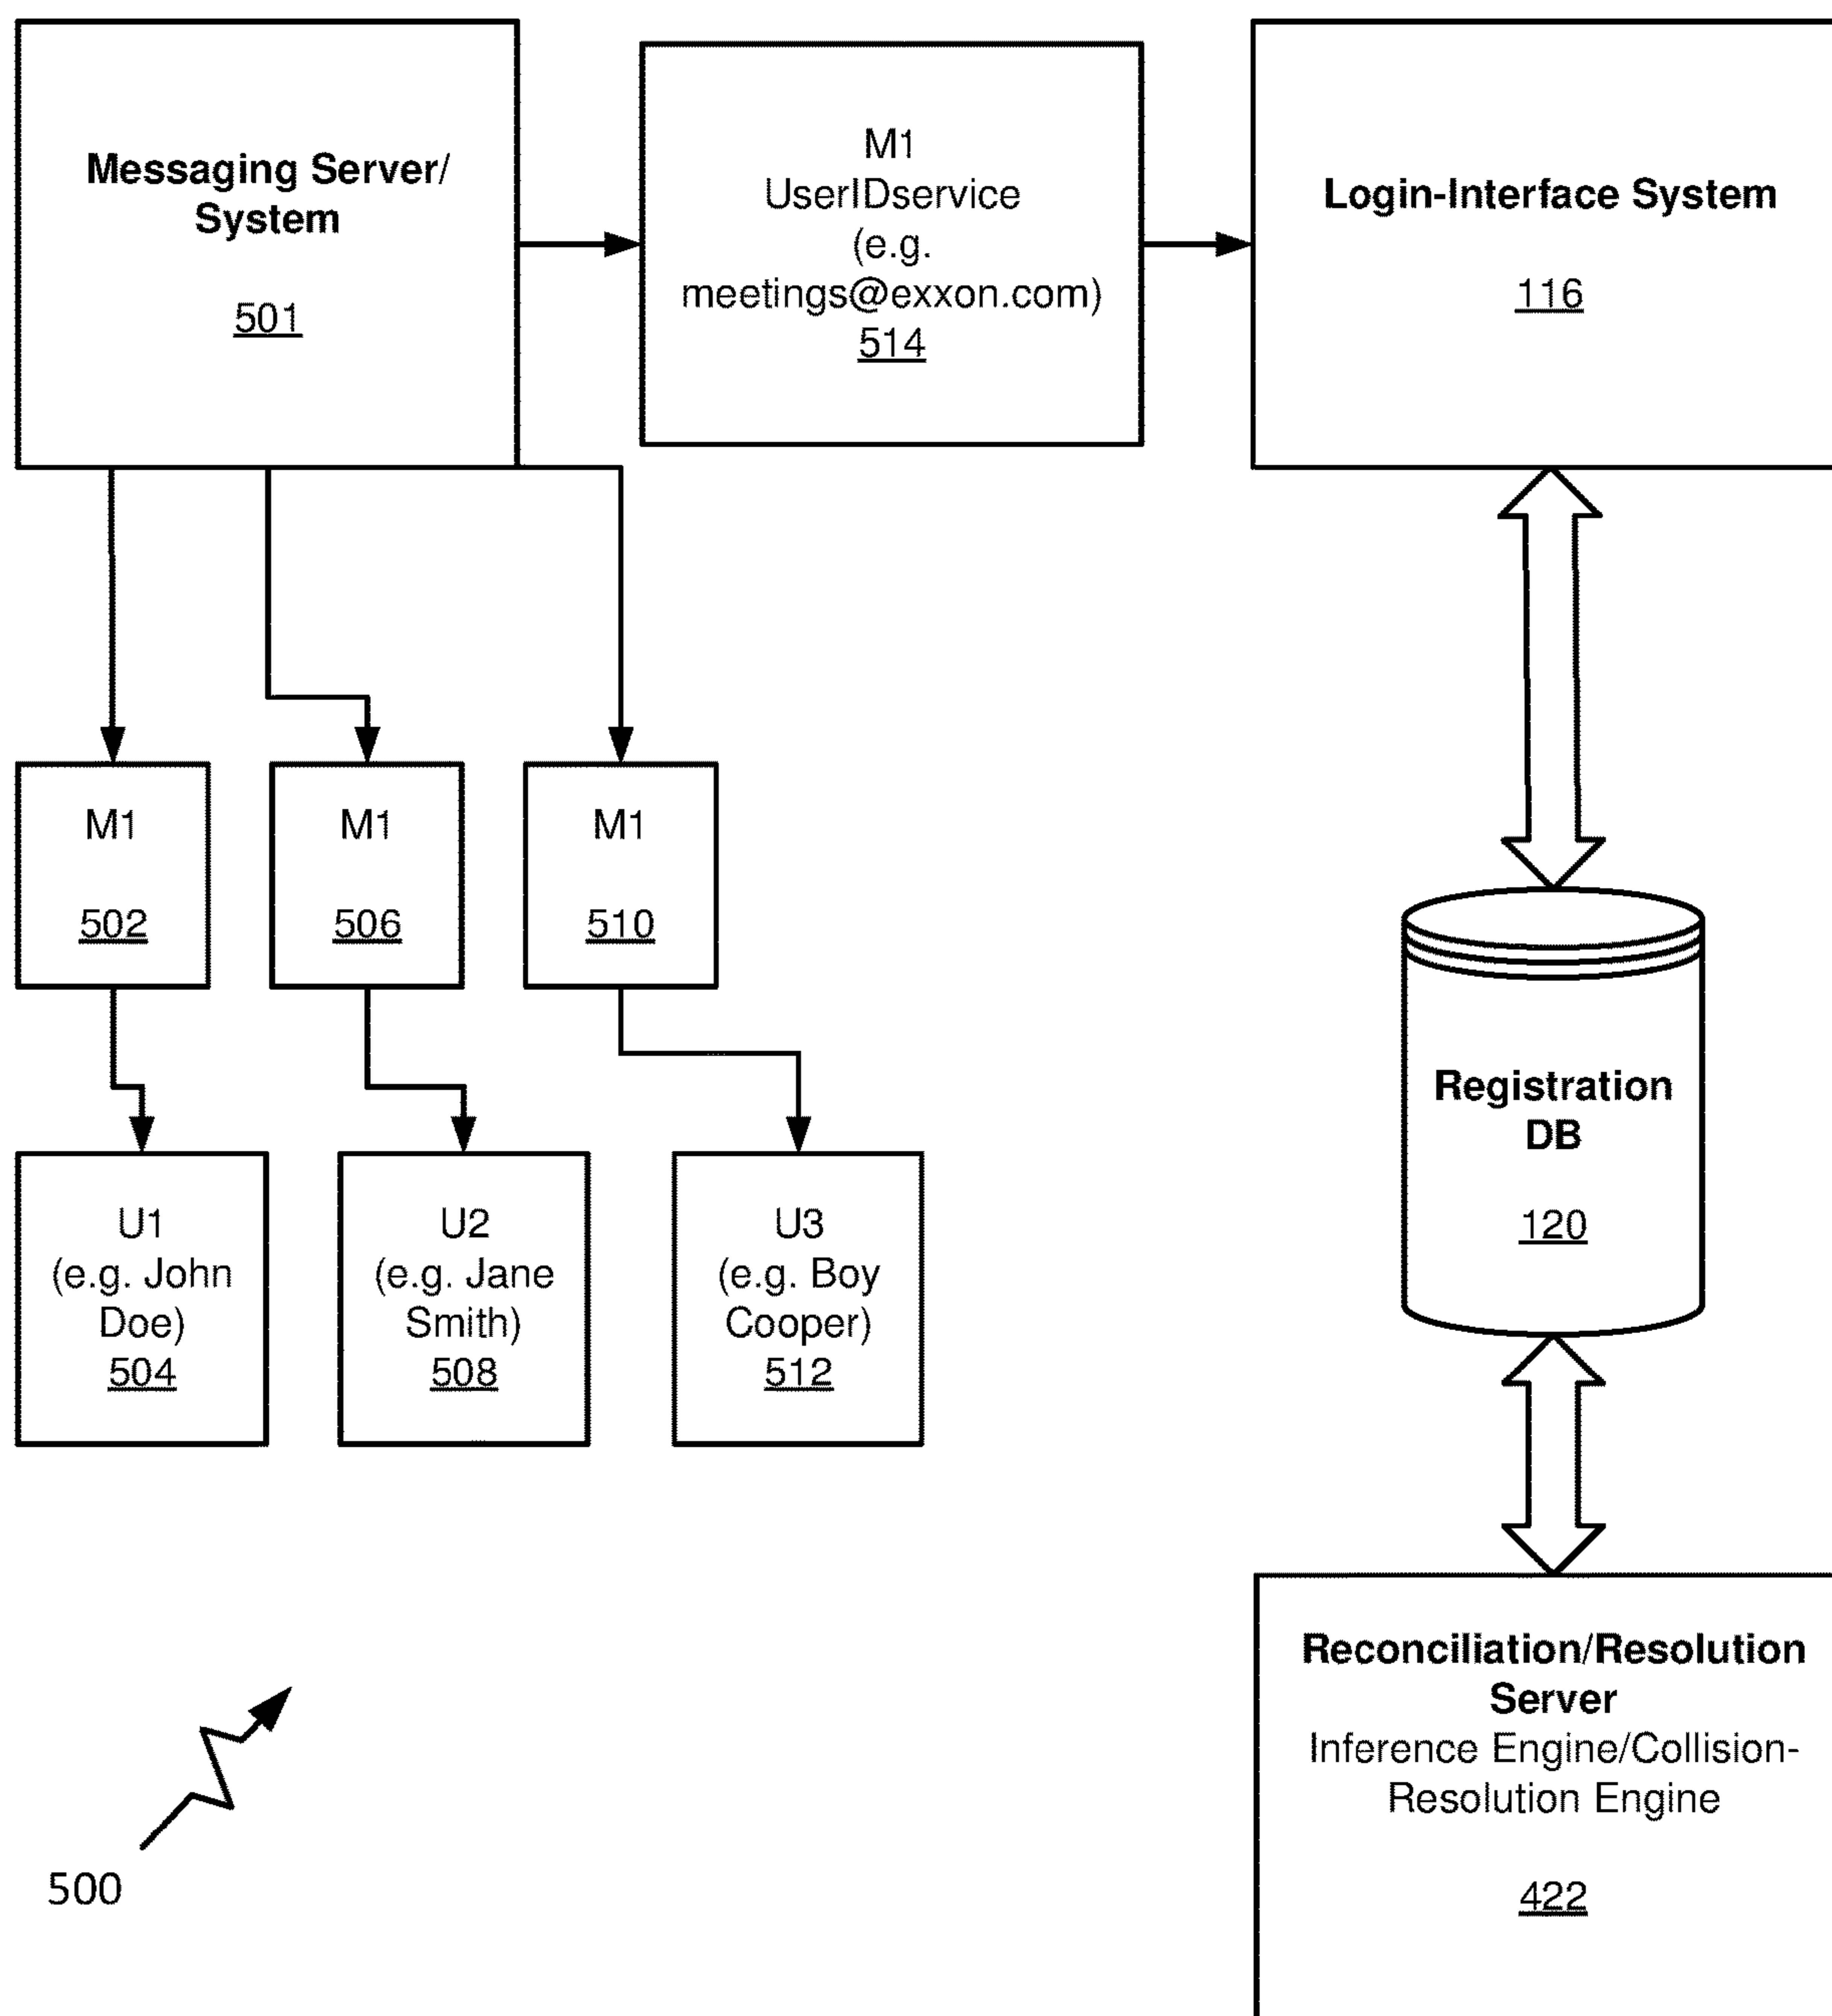 Messaging Server/
System
501
M1
UserIDservice
(e.g.
meetings@exxon.com)
514
Login-Interface System
116
M1
502
M1
506
M1
510
U1
(e.g. John
Doe)
504
U2
(e.g. Jane
Smith)
508
U3
(e.g. Boy
Cooper)
512
Registration
DB
120
Reconciliation/Resolution
Server
Inference Engine/Collision-
Resolution Engine
422
500